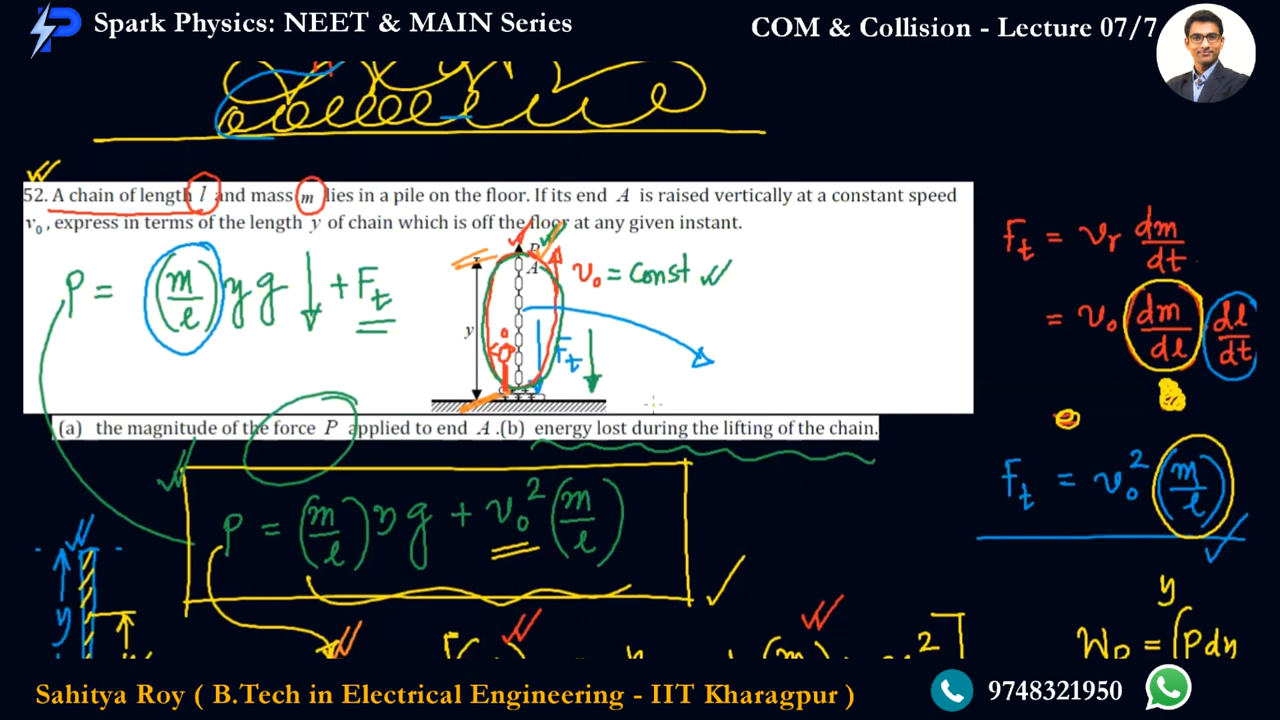 Spark Physics: NEET & MAIN Series
COM & Collision - Lecture 07/7
52. A chain of length l and mass m lies in a pile on the floor. If its end A is raised vertically at a constant speed
v₀, express in terms of the length y of chain which is off the floor at any given instant.
P = (m/l) y g ↓ + Ft
P
A
v₀ = const
y
Ft
Ft = vr dm/dt
= v₀ dm/dl dl/dt
Ft = v₀² (m/l)
(a) the magnitude of the force P applied to end A.(b) energy lost during the lifting of the chain.
P = (m/l) y g + v₀² (m/l)
y
y
Sahitya Roy ( B.Tech in Electrical Engineering - IIT Kharagpur )
9748321950